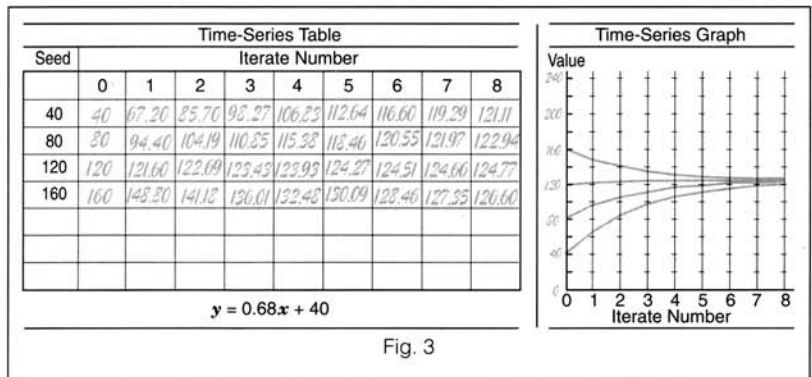 Time-Series Table
Seed Iterate Number
0 1 2 3 4 5 6 7 8
40 40 67.20 85.70 98.27 106.83 112.64 116.60 119.29 121.11
80 80 94.40 104.19 110.85 115.38 118.46 120.55 121.97 122.94
120 120 121.60 122.69 123.43 123.93 124.27 124.51 124.66 124.77
160 160 148.80 141.18 136.01 132.48 130.09 128.46 127.35 126.60
y = 0.68x + 40
Time-Series Graph
Value
240
200
160
120
80
40
0
0 1 2 3 4 5 6 7 8
Iterate Number
Fig. 3